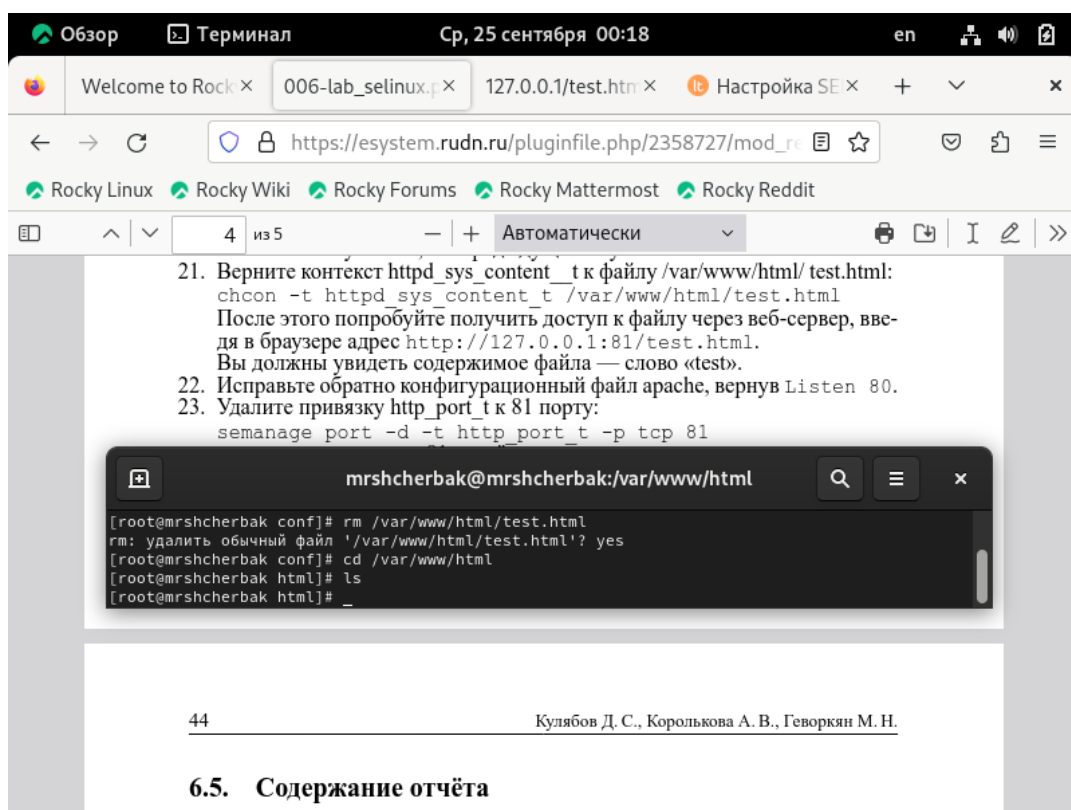 Обзор Терминал Ср, 25 сентября 00:18 en
Welcome to Rock 006-lab_selinux.p 127.0.0.1/test.htm Настройка SE
https://esystem.rudn.ru/pluginfile.php/2358727/mod_re
Rocky Linux Rocky Wiki Rocky Forums Rocky Mattermost Rocky Reddit
4 из 5 Автоматически
21. Верните контекст httpd_sys_content__t к файлу /var/www/html/ test.html:
chcon -t httpd_sys_content_t /var/www/html/test.html
После этого попробуйте получить доступ к файлу через веб-сервер, вве-
дя в браузере адрес http://127.0.0.1:81/test.html.
Вы должны увидеть содержимое файла — слово «test».
22. Исправьте обратно конфигурационный файл apache, вернув Listen 80.
23. Удалите привязку http_port_t к 81 порту:
semanage port -d -t http_port_t -p tcp 81
mrshcherbak@mrshcherbak:/var/www/html
[root@mrshcherbak conf]# rm /var/www/html/test.html
rm: удалить обычный файл '/var/www/html/test.html'? yes
[root@mrshcherbak conf]# cd /var/www/html
[root@mrshcherbak html]# ls
[root@mrshcherbak html]# _
44 Кулябов Д. С., Королькова А. В., Геворкян М. Н.
6.5. Содержание отчёта